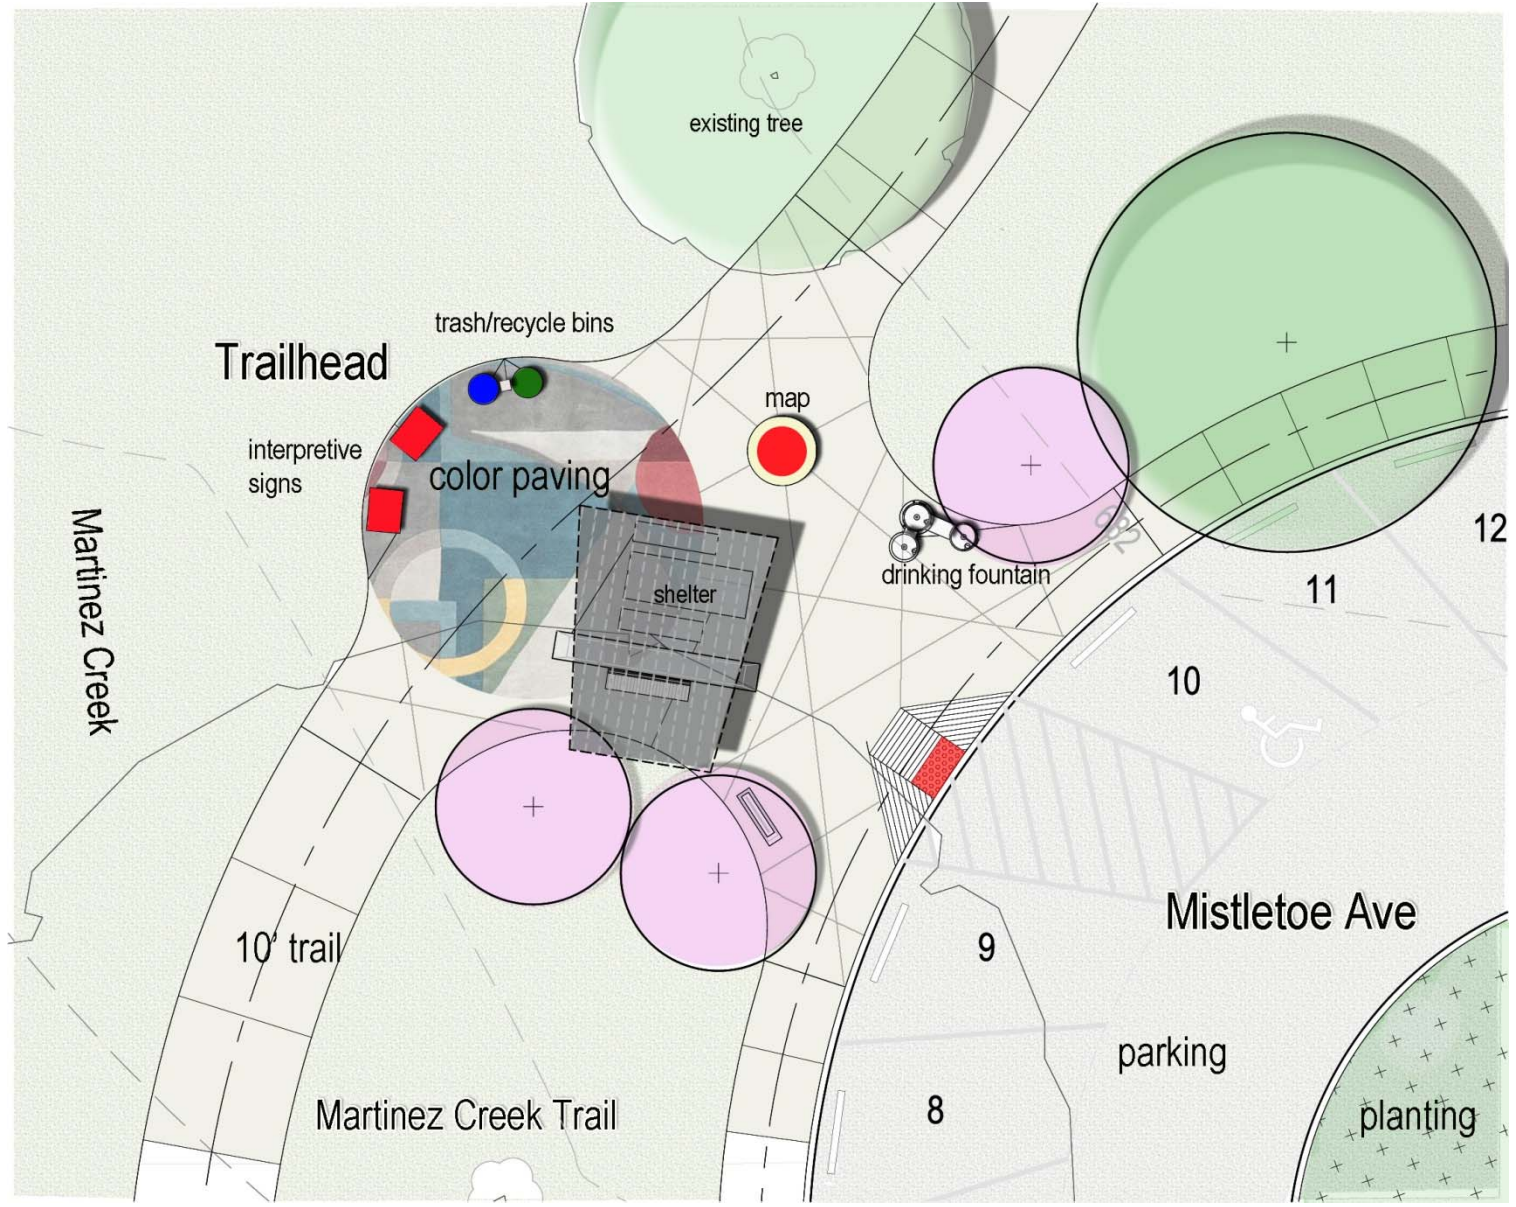 existing tree
trash/recycle bins
Trailhead
map
interpretive
signs
color paving
682
12
drinking fountain
11
shelter
Martinez Creek
10
Mistletoe Ave
9
10' trail
parking
8
Martinez Creek Trail
planting